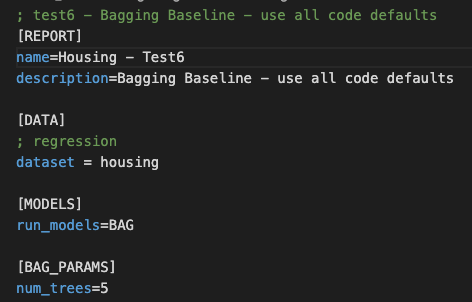 ; test6 - Bagging Baseline - use all code defaults
[REPORT]
name=Housing - Test6
description=Bagging Baseline - use all code defaults
[DATA]
; regression
dataset = housing
[MODELS]
run_models=BAG
[BAG_PARAMS]
num_trees=5